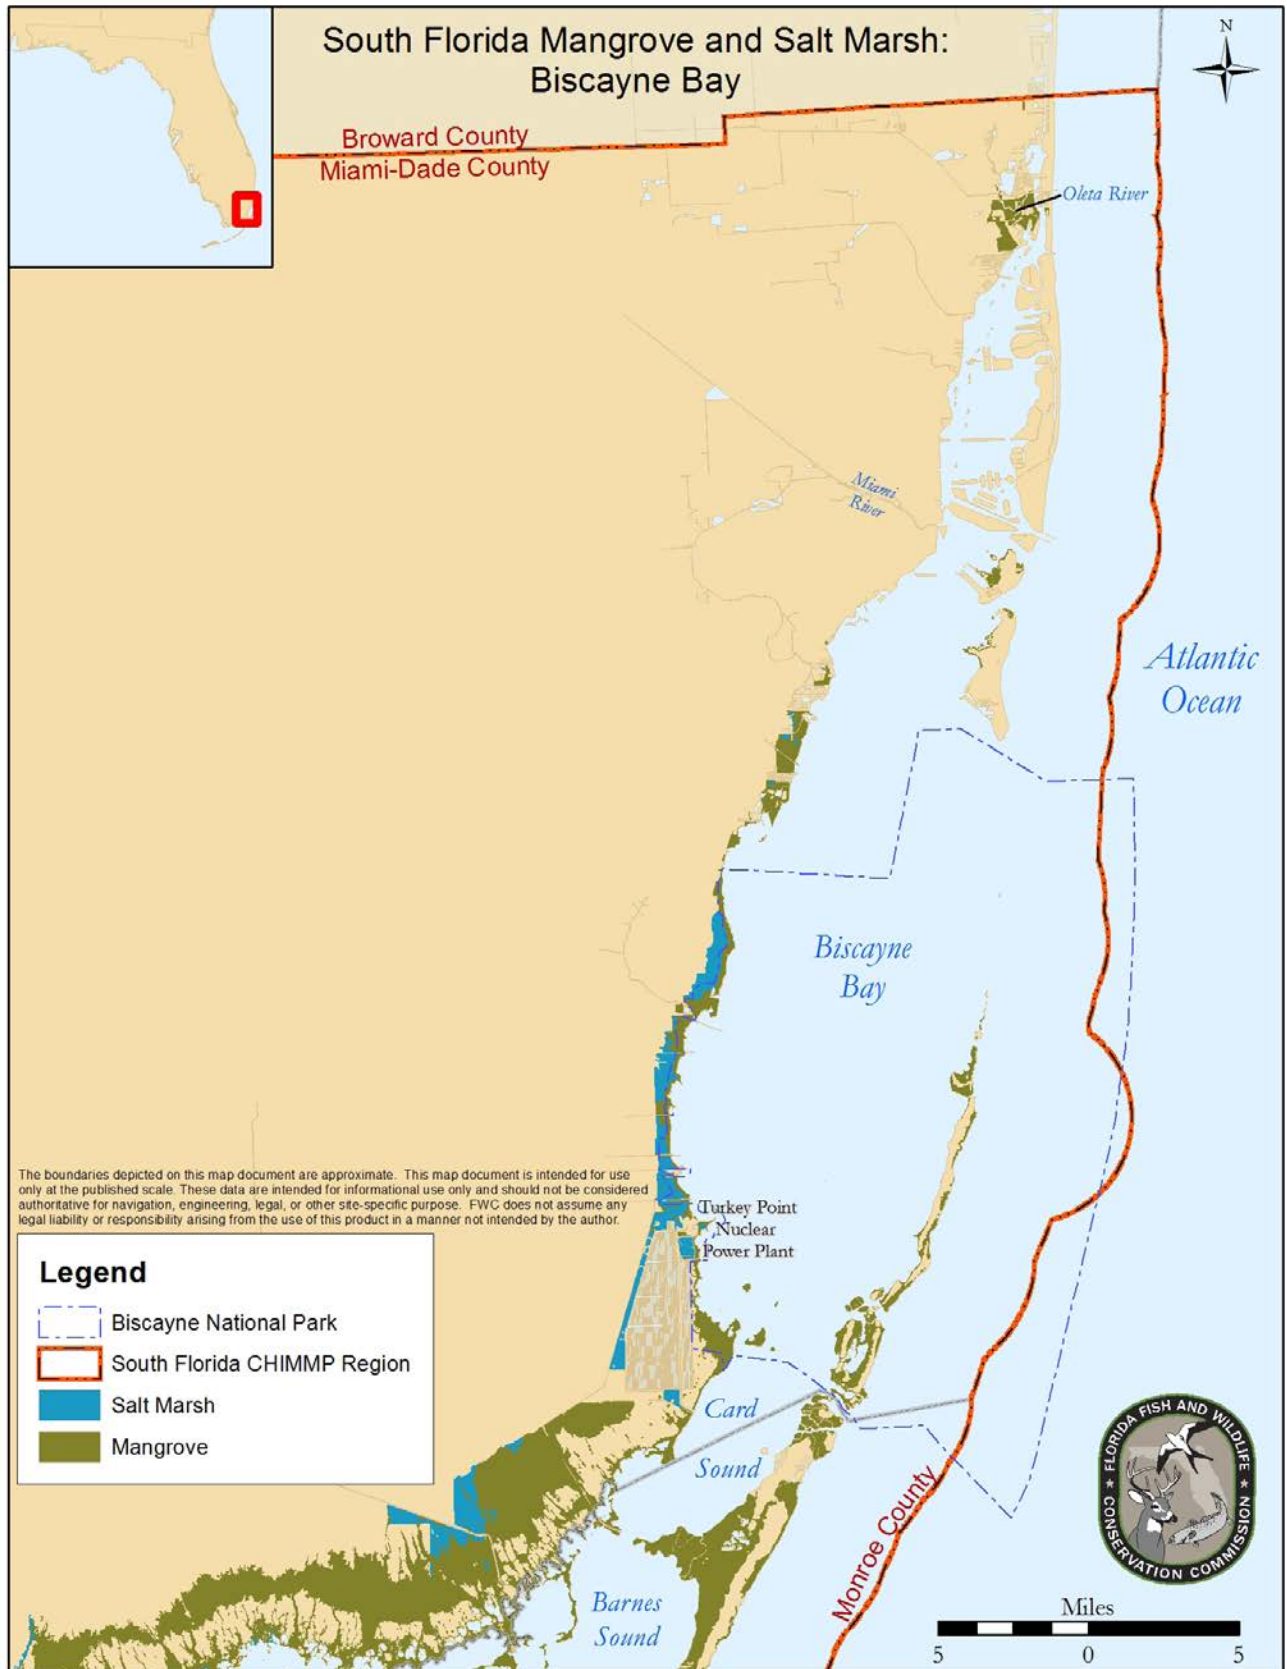 South Florida Mangrove and Salt Marsh:
Biscayne Bay
N
Broward County
Miami-Dade County
Oleta River
Miami
River
Atlantic
Ocean
Biscayne
Bay
The boundaries depicted on this map document are approximate. This map document is intended for use
only at the published scale. These data are intended for informational use only and should not be considered
authoritative for navigation, engineering, legal, or other site-specific purpose. FWC does not assume any
legal liability or responsibility arising from the use of this product in a manner not intended by the author.
Turkey Point
Nuclear
Power Plant
Legend
Biscayne National Park
South Florida CHIMMP Region
Salt Marsh
Mangrove
Card
Sound
Monroe County
Barnes
Sound
FLORIDA FISH AND WILDLIFE
CONSERVATION COMMISSION
Miles
5 0 5